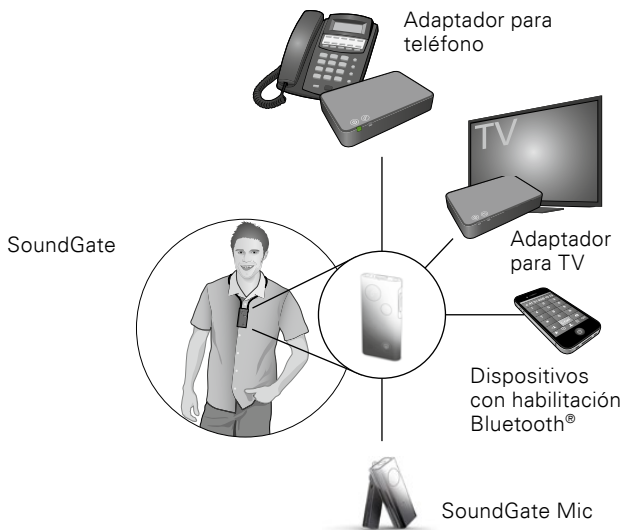 Adaptador para
teléfono
TV
SoundGate
Adaptador
para TV
Dispositivos
con habilitación
Bluetooth®
SoundGate Mic